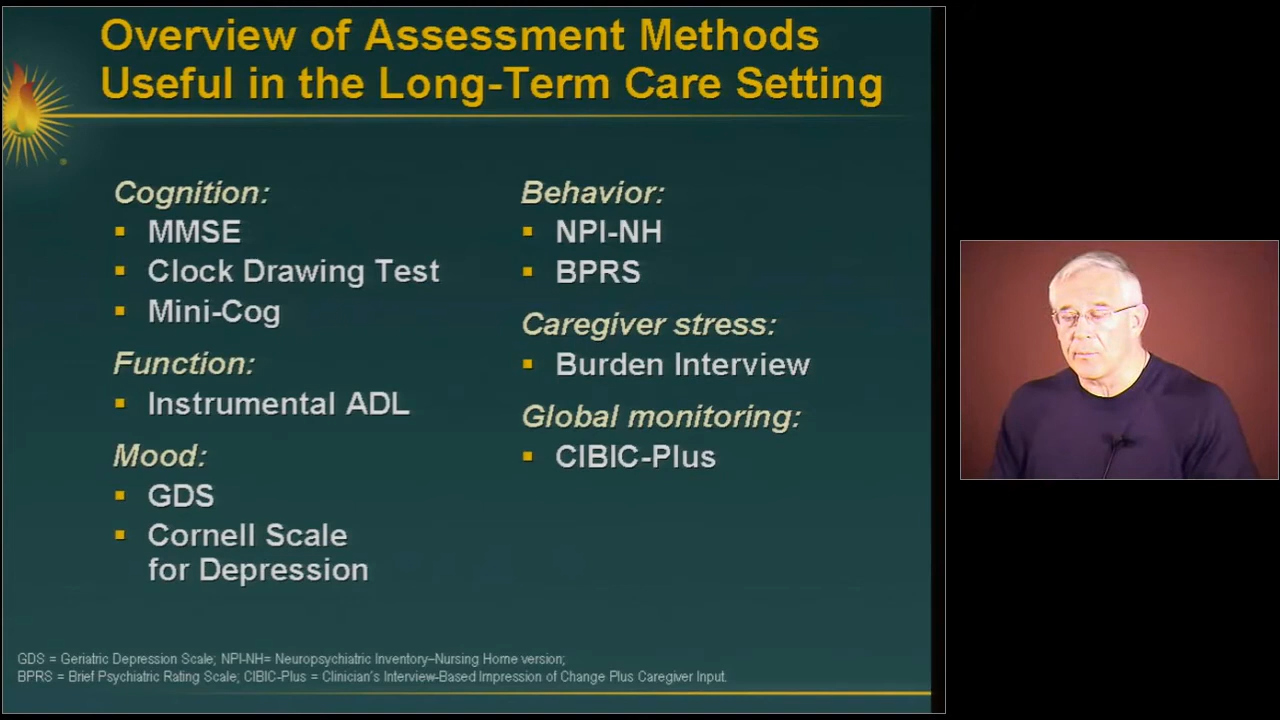 Overview of Assessment Methods
Useful in the Long-Term Care Setting
Cognition:
▪ MMSE
▪ Clock Drawing Test
▪ Mini-Cog
Function:
▪ Instrumental ADL
Mood:
▪ GDS
▪ Cornell Scale
for Depression
Behavior:
▪ NPI-NH
▪ BPRS
Caregiver stress:
▪ Burden Interview
Global monitoring:
▪ CIBIC-Plus
GDS = Geriatric Depression Scale; NPI-NH= Neuropsychiatric Inventory–Nursing Home version;
BPRS = Brief Psychiatric Rating Scale; CIBIC-Plus = Clinician's Interview-Based Impression of Change Plus Caregiver Input.